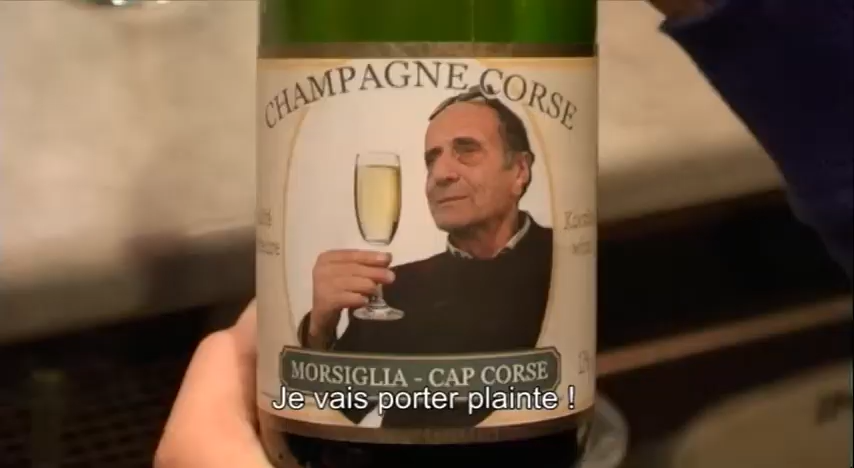 CHAMPAGNE CORSE
MORSIGLIA - CAP CORSE
Je vais porter plainte !